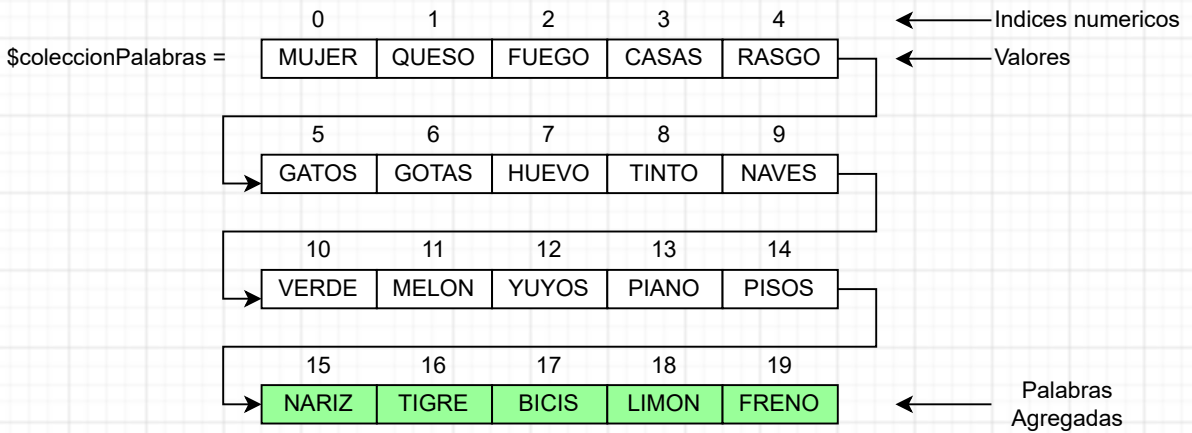 0 1 2 3 4 Indices numericos
$coleccionPalabras = MUJER QUESO FUEGO CASAS RASGO Valores
5 6 7 8 9
GATOS GOTAS HUEVO TINTO NAVES
10 11 12 13 14
VERDE MELON YUYOS PIANO PISOS
15 16 17 18 19
NARIZ TIGRE BICIS LIMON FRENO
Palabras
Agregadas